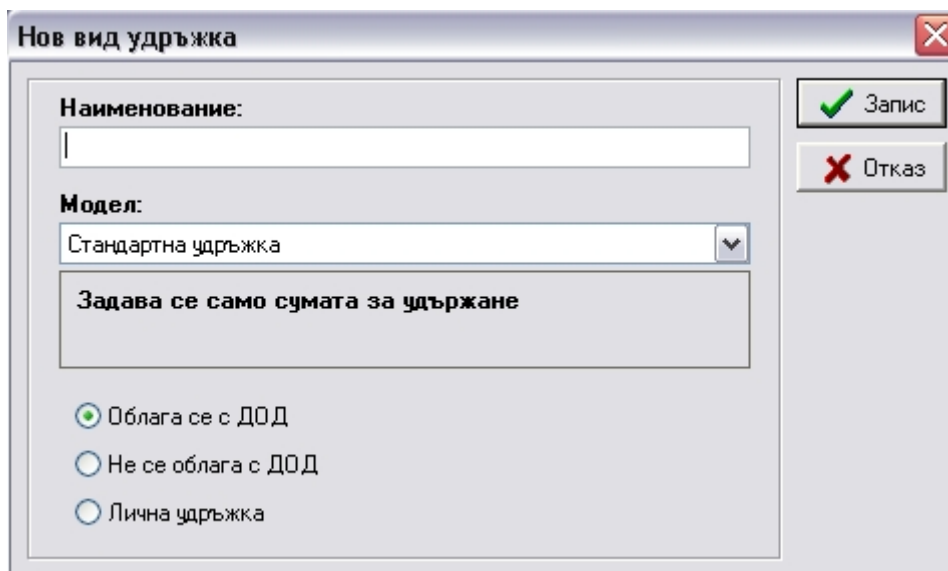 Нов вид удръжка
Наименование:
Запис
Отказ
Модел:
Стандартна удръжка
Задава се само сумата за удържане
Облага се с ДОД
Не се облага с ДОД
Лична удръжка